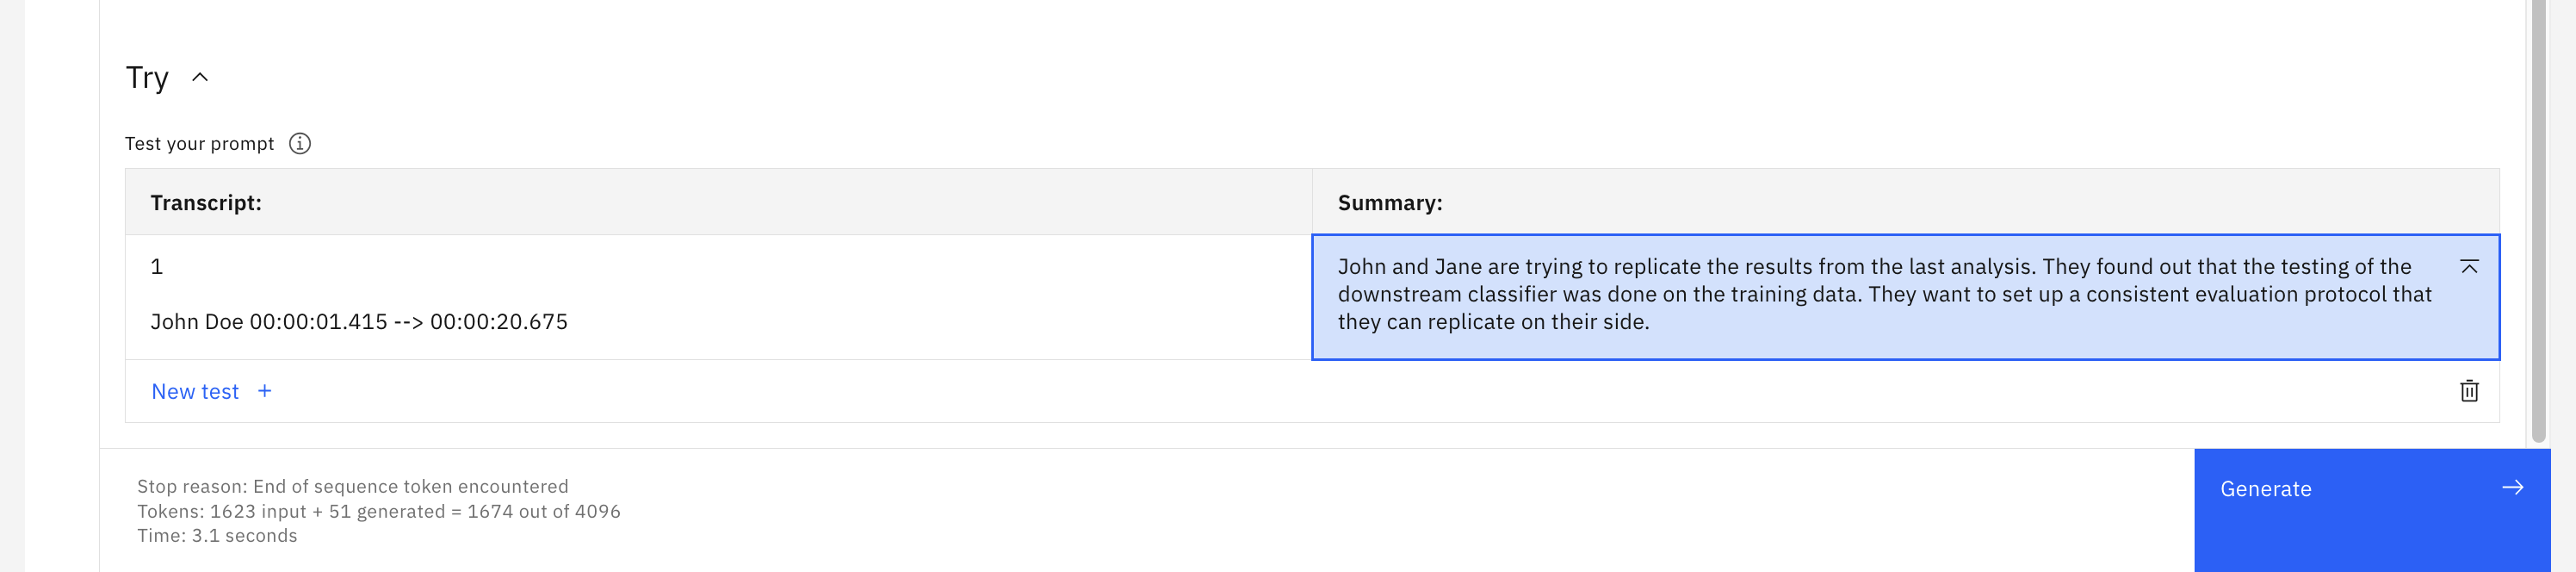 Try
Test your prompt
Transcript:
Summary:
1
John Doe 00:00:01.415 --> 00:00:20.675
John and Jane are trying to replicate the results from the last analysis. They found out that the testing of the
downstream classifier was done on the training data. They want to set up a consistent evaluation protocol that
they can replicate on their side.
New test +
Stop reason: End of sequence token encountered
Tokens: 1623 input + 51 generated = 1674 out of 4096
Time: 3.1 seconds
Generate